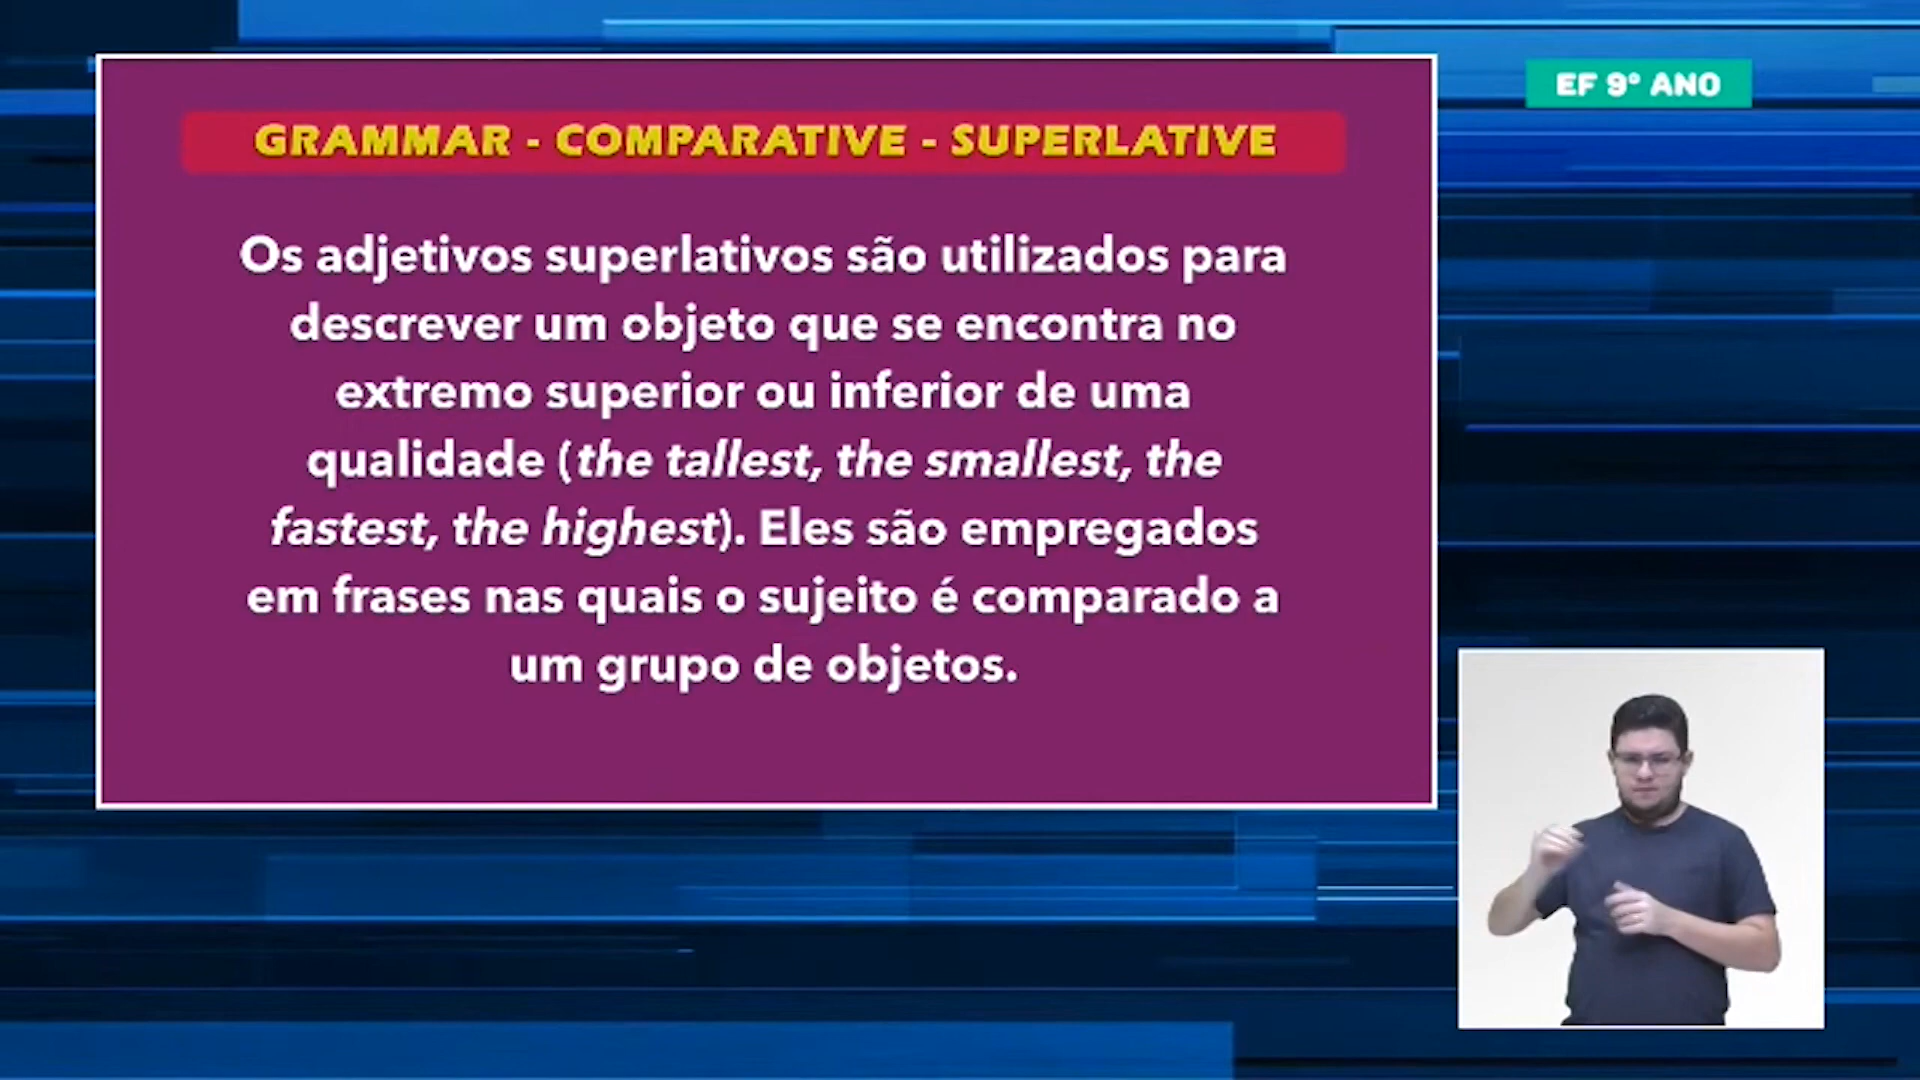 EF 9º ANO
GRAMMAR - COMPARATIVE - SUPERLATIVE
Os adjetivos superlativos são utilizados para
descrever um objeto que se encontra no
extremo superior ou inferior de uma
qualidade (the tallest, the smallest, the
fastest, the highest). Eles são empregados
em frases nas quais o sujeito é comparado a
um grupo de objetos.